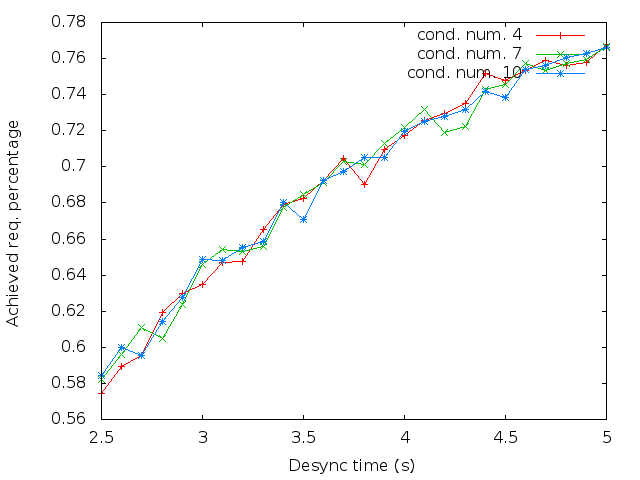 0.78
0.76
0.74
0.72
0.7
0.68
0.66
0.64
0.62
0.6
0.58
0.56
2.5 3 3.5 4 4.5 5
Achieved req. percentage
Desync time (s)
cond. num. 4
cond. num. 7
cond. num. 10